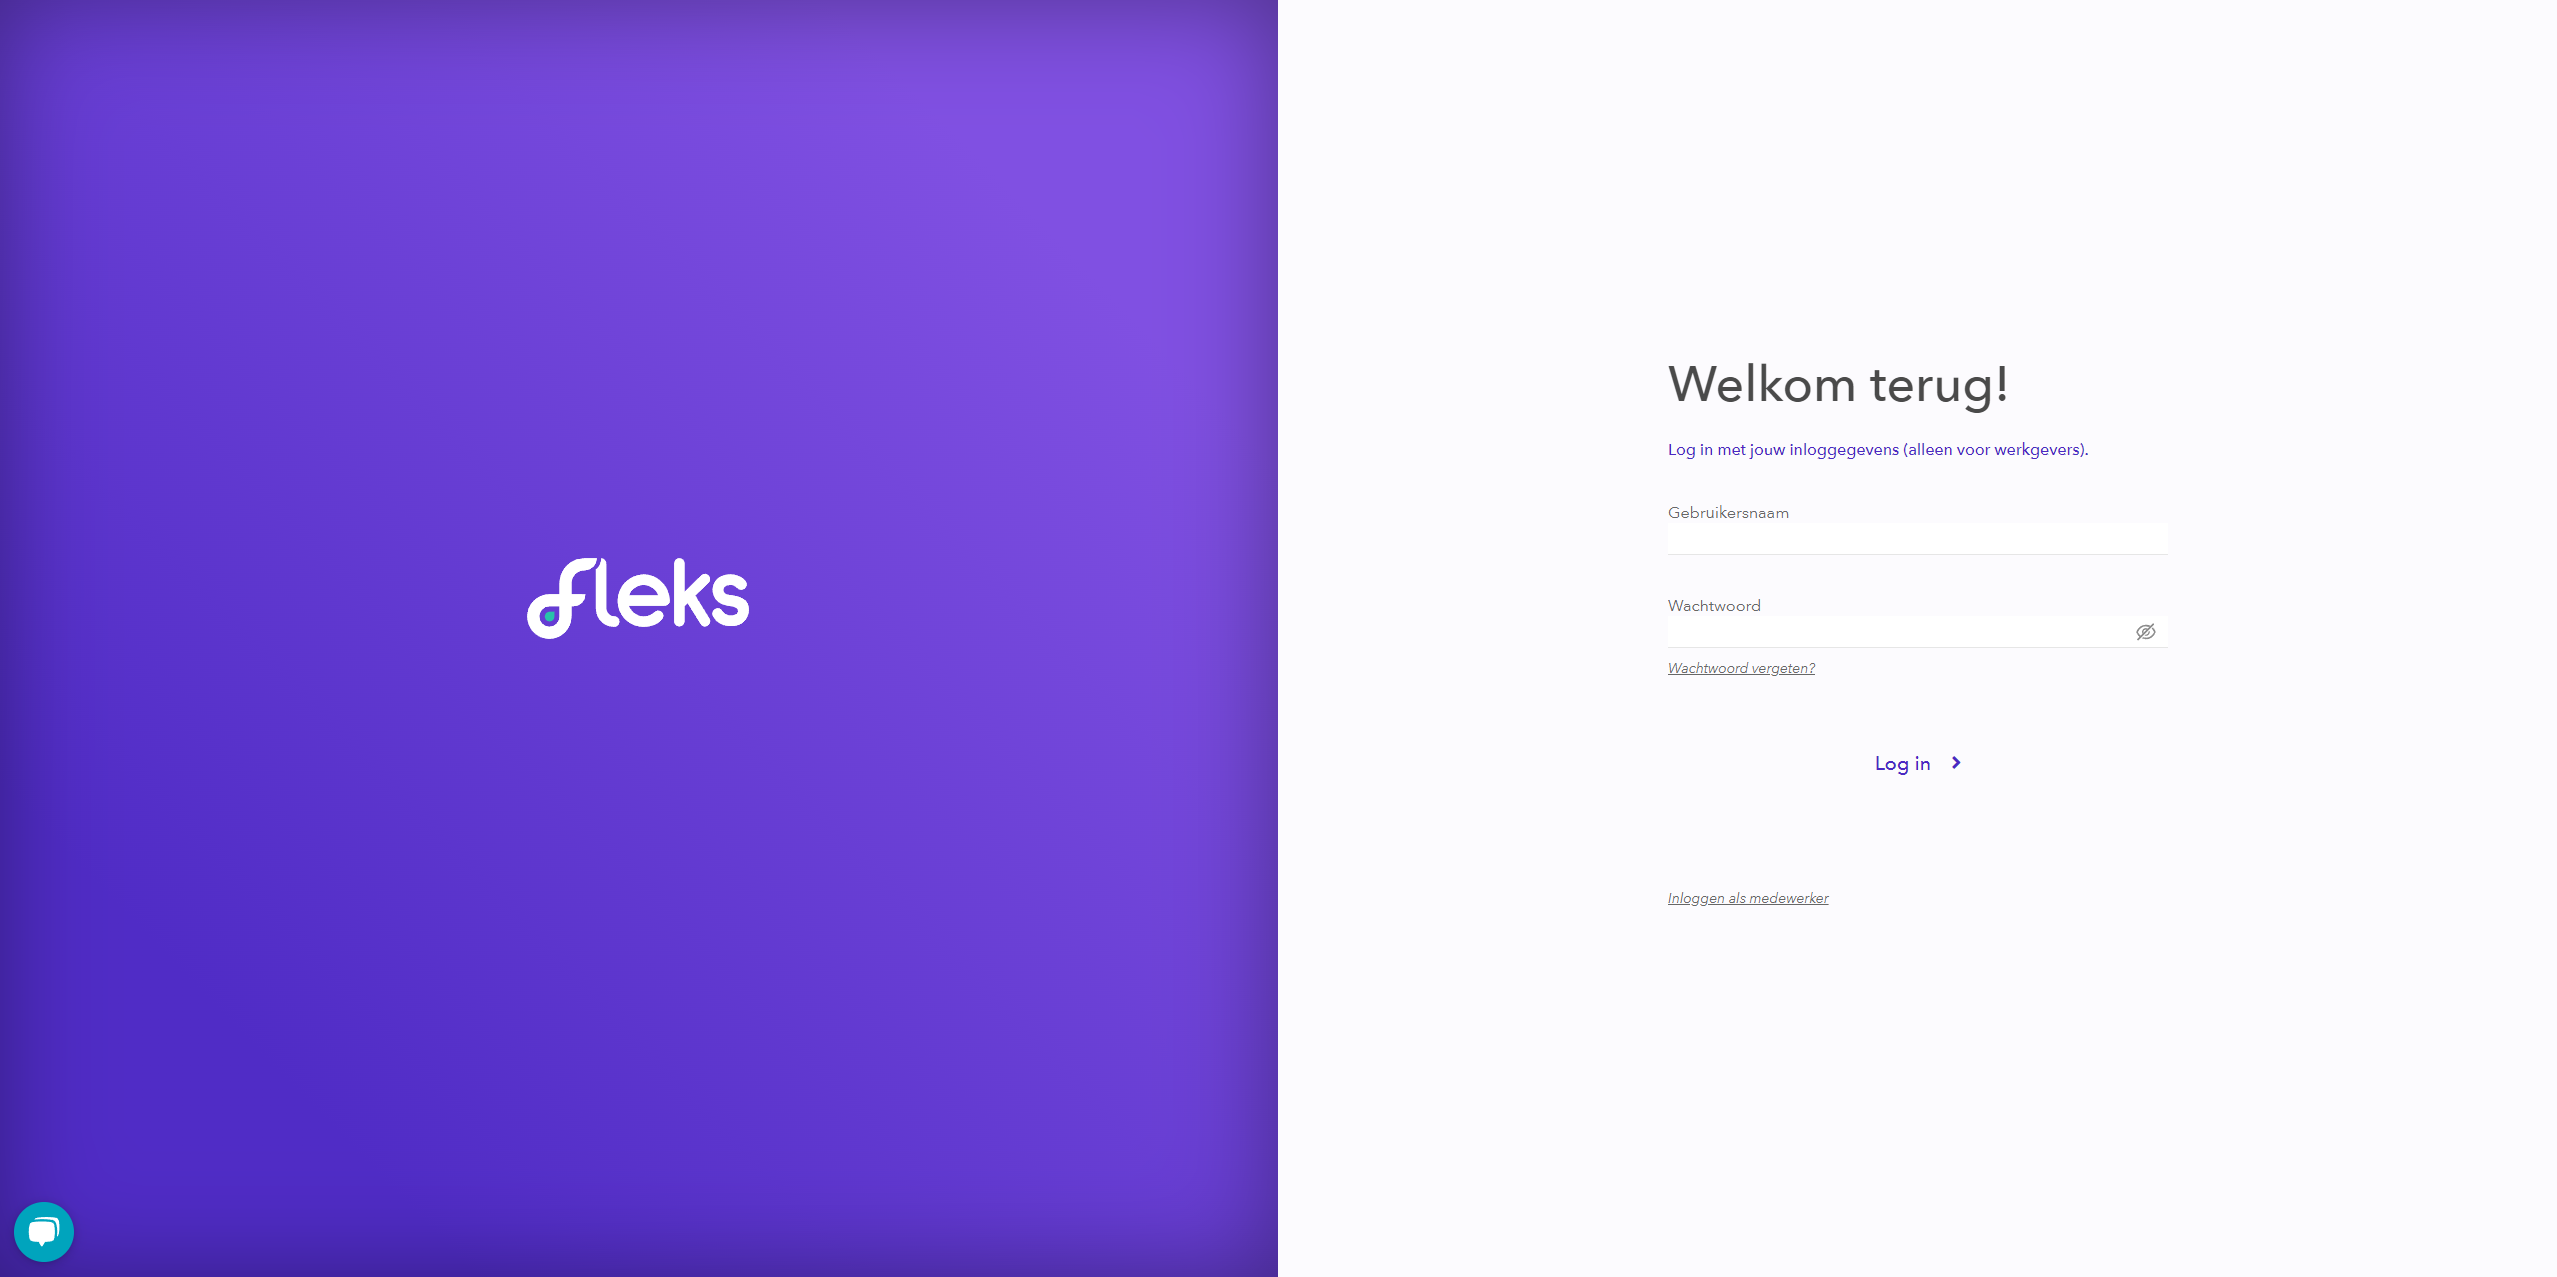 fleks
Welkom terug!
Log in met jouw inloggegevens (alleen voor werkgevers).
Gebruikersnaam
Wachtwoord
Wachtwoord vergeten?
Log in
Inloggen als medewerker